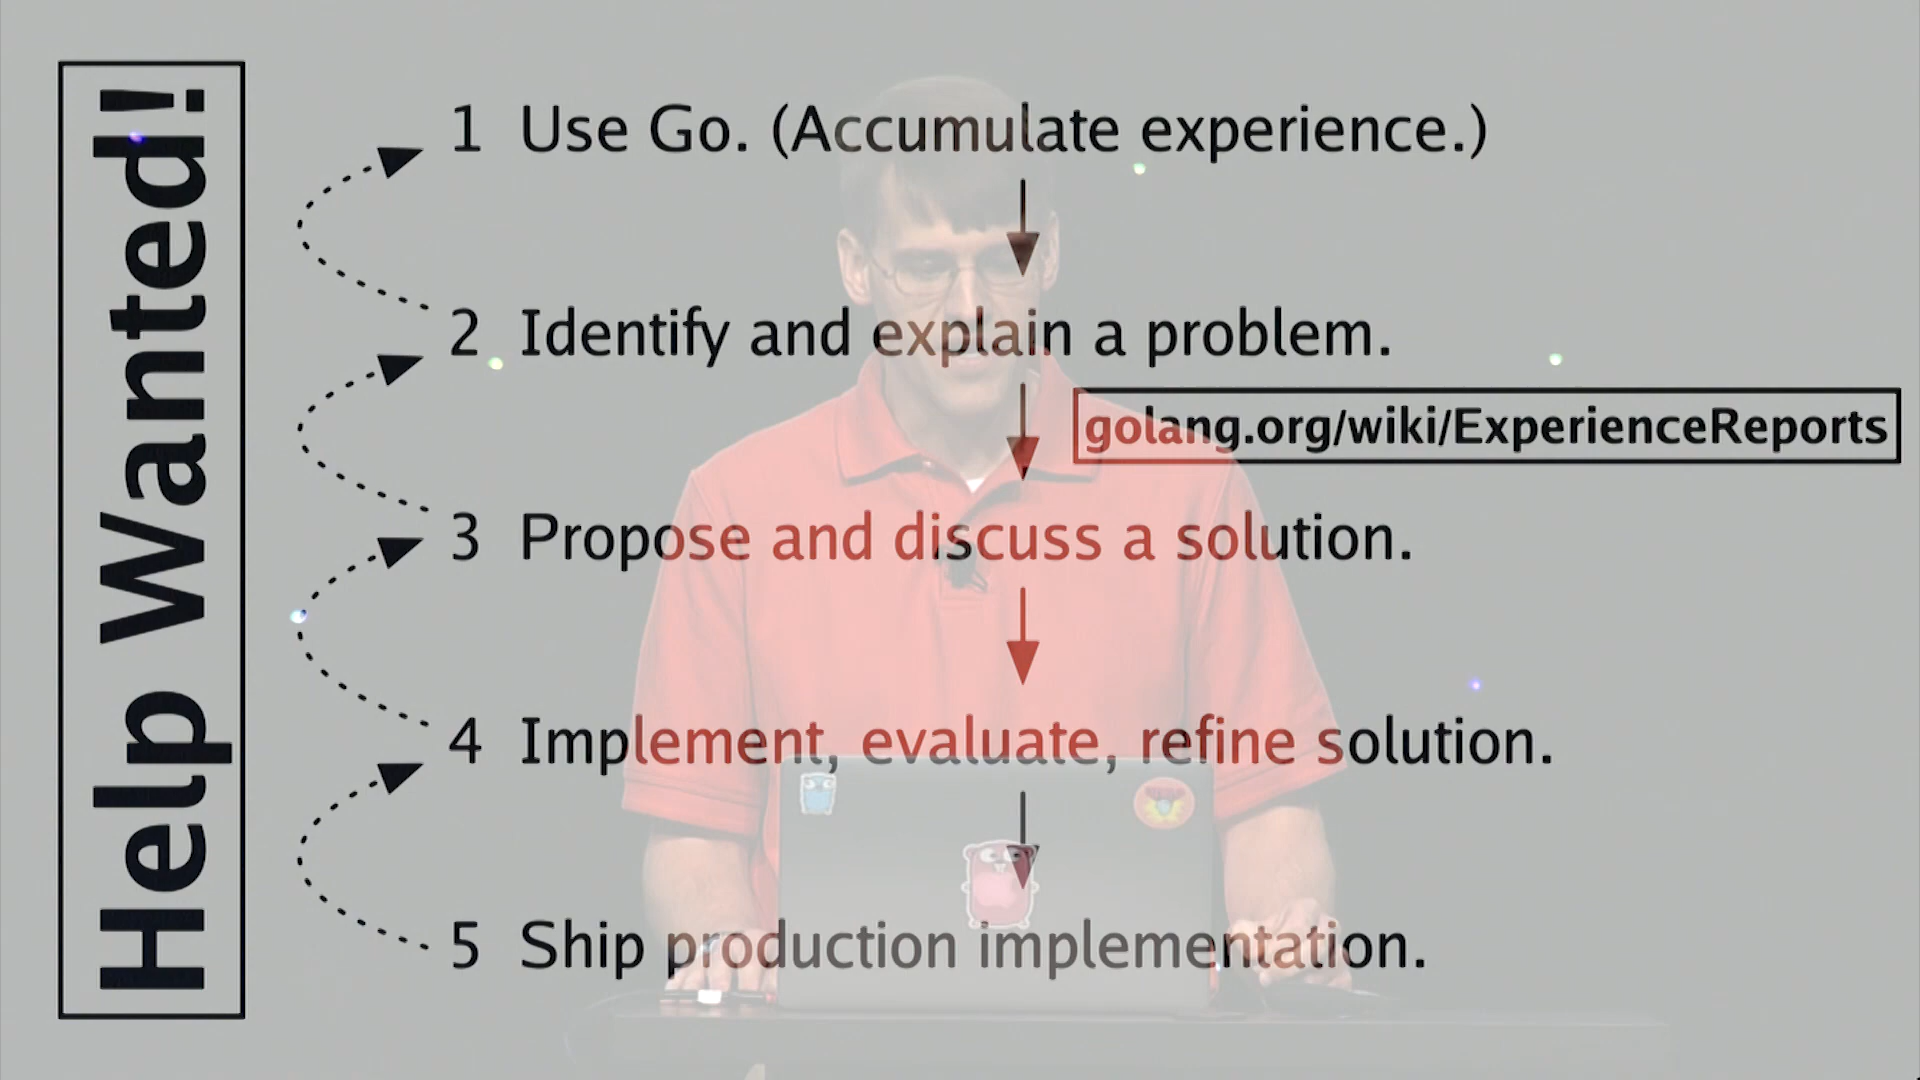 Help Wanted!
1 Use Go. (Accumulate experience.)
2 Identify and explain a problem.
golang.org/wiki/ExperienceReports
3 Propose and discuss a solution.
4 Implement, evaluate, refine solution.
5 Ship production implementation.